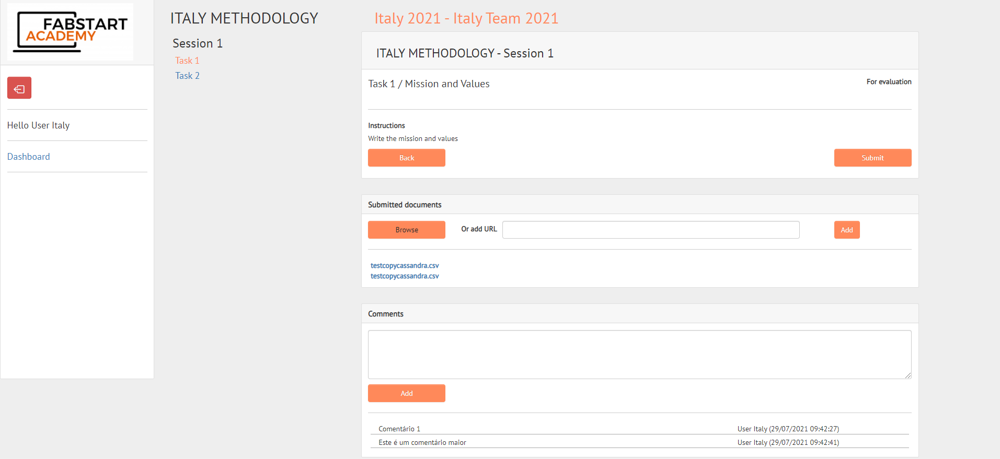 FABSTART
ACADEMY
Hello User Italy
Dashboard
ITALY METHODOLOGY
Session 1
Task 1
Task 2
Italy 2021 - Italy Team 2021
ITALY METHODOLOGY - Session 1
Task 1 / Mission and Values
For evaluation
Instructions
Write the mission and values
Back
Submit
Submitted documents
Browse
Or add URL
Add
testcopycassandra.csv
testcopycassandra.csv
Comments
Add
Comentário 1 User Italy (29/07/2021 09:42:27)
Este é um comentário maior User Italy (29/07/2021 09:42:41)